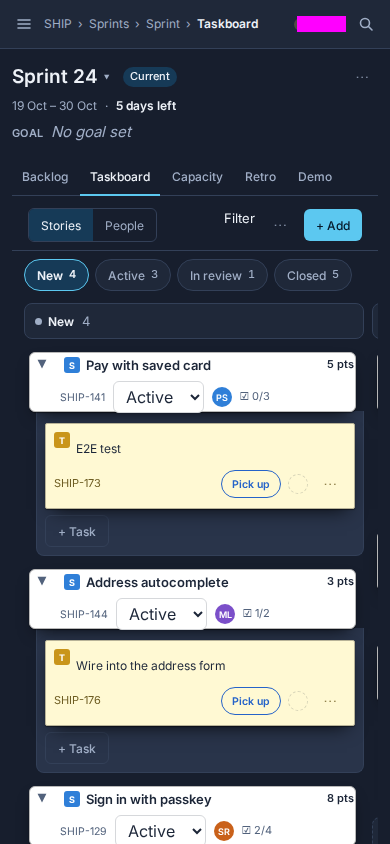 SHIP › Sprints › Sprint › Taskboard
Sprint 24 ▾ Current ...
19 Oct – 30 Oct · 5 days left
GOAL No goal set
Backlog Taskboard Capacity Retro Demo
Stories People Filter ... + Add
New 4 Active 3 In review 1 Closed 5
New 4
S Pay with saved card 5 pts
SHIP-141 Active PS ☑ 0/3
T E2E test
SHIP-173 Pick up ...
+ Task
S Address autocomplete 3 pts
SHIP-144 Active ML ☑ 1/2
T Wire into the address form
SHIP-176 Pick up ...
+ Task
S Sign in with passkey 8 pts
SHIP-129 Active SR ☑ 2/4